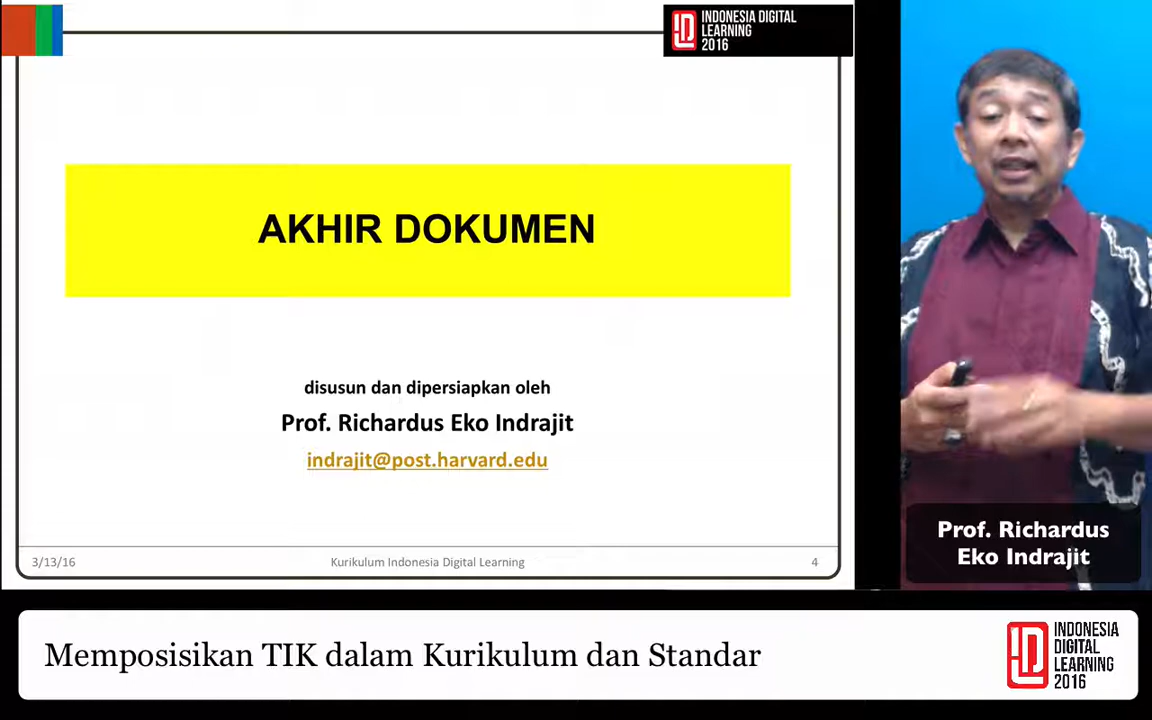 INDONESIA DIGITAL
LEARNING
2016
AKHIR DOKUMEN
disusun dan dipersiapkan oleh
Prof. Richardus Eko Indrajit
indrajit@post.harvard.edu
3/13/16
Kurikulum Indonesia Digital Learning
4
Prof. Richardus
Eko Indrajit
Memposisikan TIK dalam Kurikulum dan Standar
INDONESIA
DIGITAL
LEARNING
2016